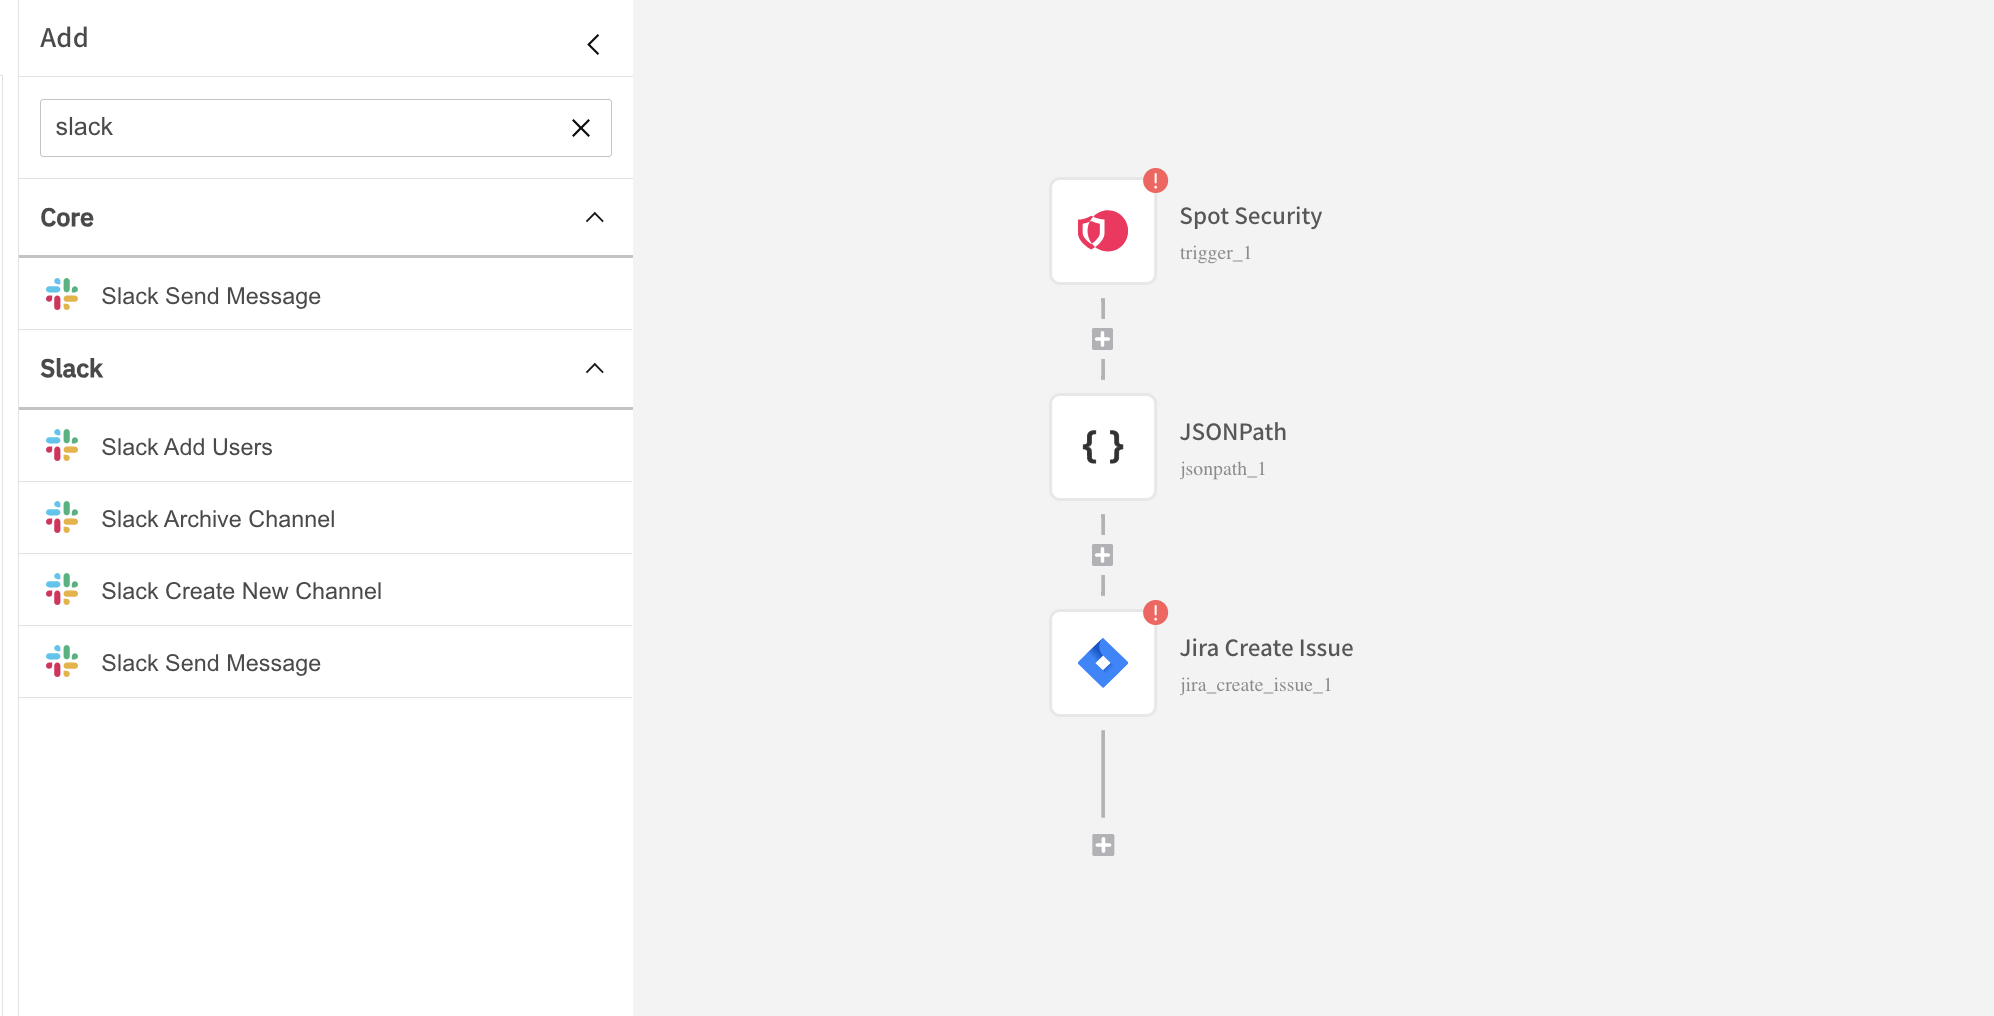 Add
slack
Core
Slack Send Message
Slack
Slack Add Users
Slack Archive Channel
Slack Create New Channel
Slack Send Message
Spot Security
trigger_1
{ }
JSONPath
jsonpath_1
Jira Create Issue
jira_create_issue_1